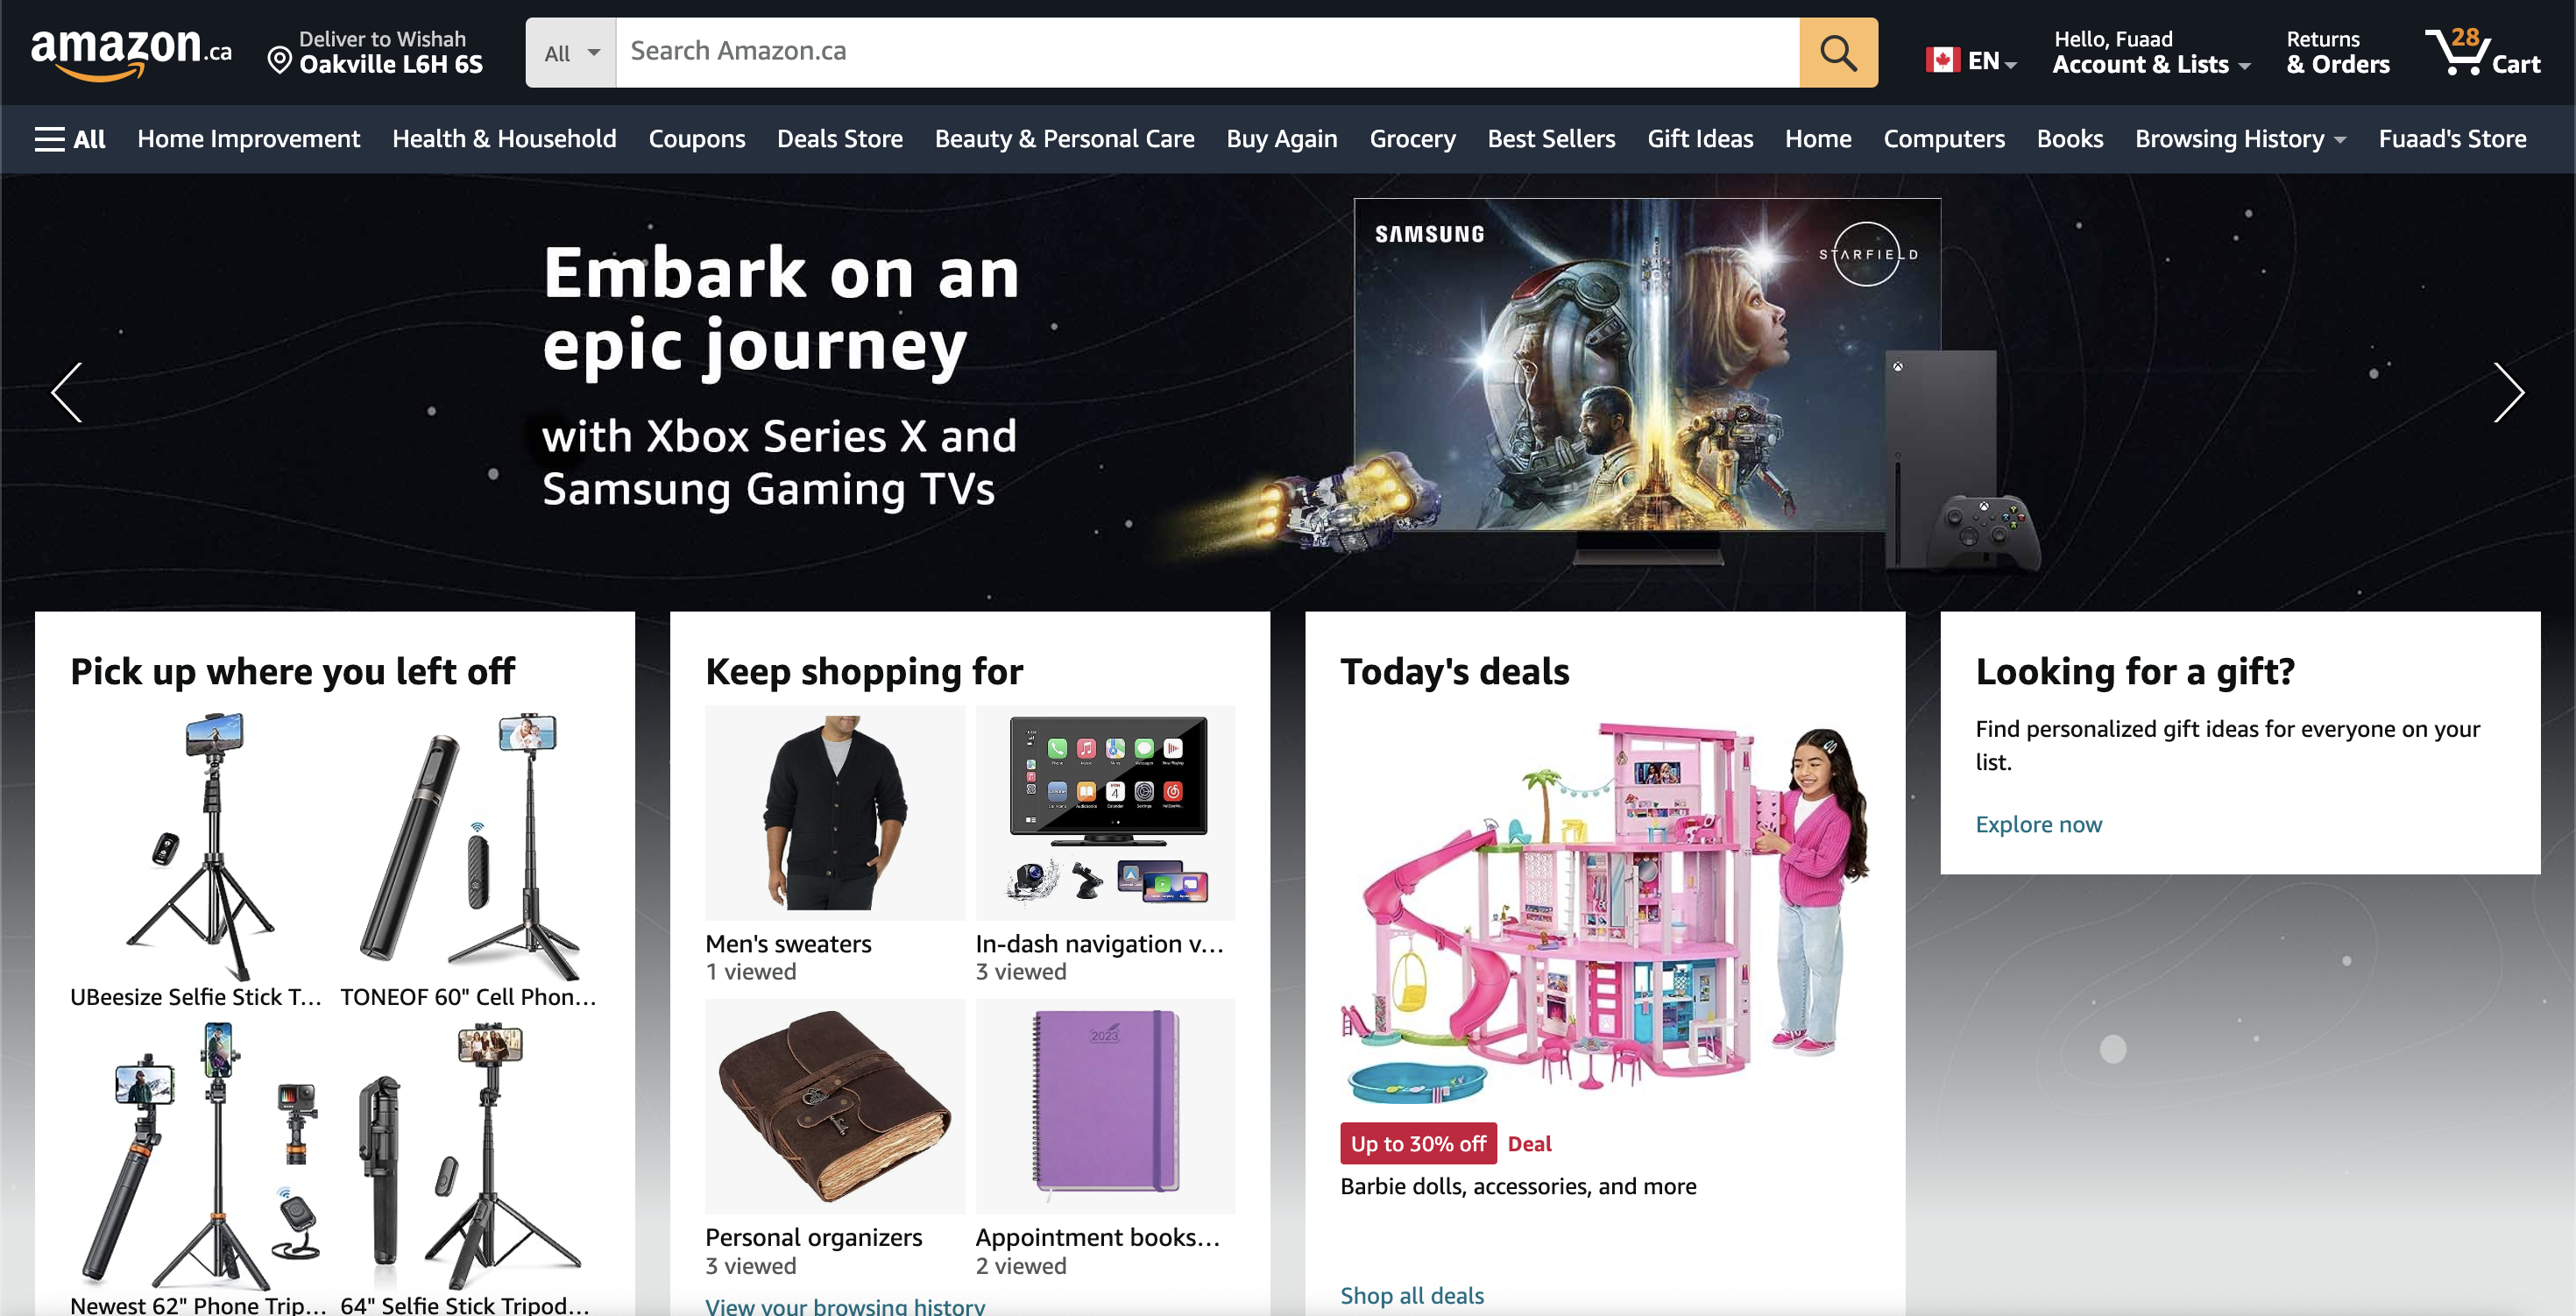 amazon.ca
Deliver to Wishah
Oakville L6H 6S
All
Search Amazon.ca
EN
Hello, Fuaad
Account & Lists
Returns
& Orders
28
Cart
All
Home Improvement
Health & Household
Coupons
Deals Store
Beauty & Personal Care
Buy Again
Grocery
Best Sellers
Gift Ideas
Home
Computers
Books
Browsing History
Fuaad's Store
Embark on an
epic journey
with Xbox Series X and
Samsung Gaming TVs
SAMSUNG
STARFIELD
Pick up where you left off
UBeesize Selfie Stick T...
TONEOF 60" Cell Phon...
Newest 62" Phone Trip...
64" Selfie Stick Tripod...
Keep shopping for
Men's sweaters
1 viewed
In-dash navigation v...
3 viewed
2023
Personal organizers
3 viewed
Appointment books...
2 viewed
View your browsing history
Today's deals
Up to 30% off
Deal
Barbie dolls, accessories, and more
Shop all deals
Looking for a gift?
Find personalized gift ideas for everyone on your
list.
Explore now